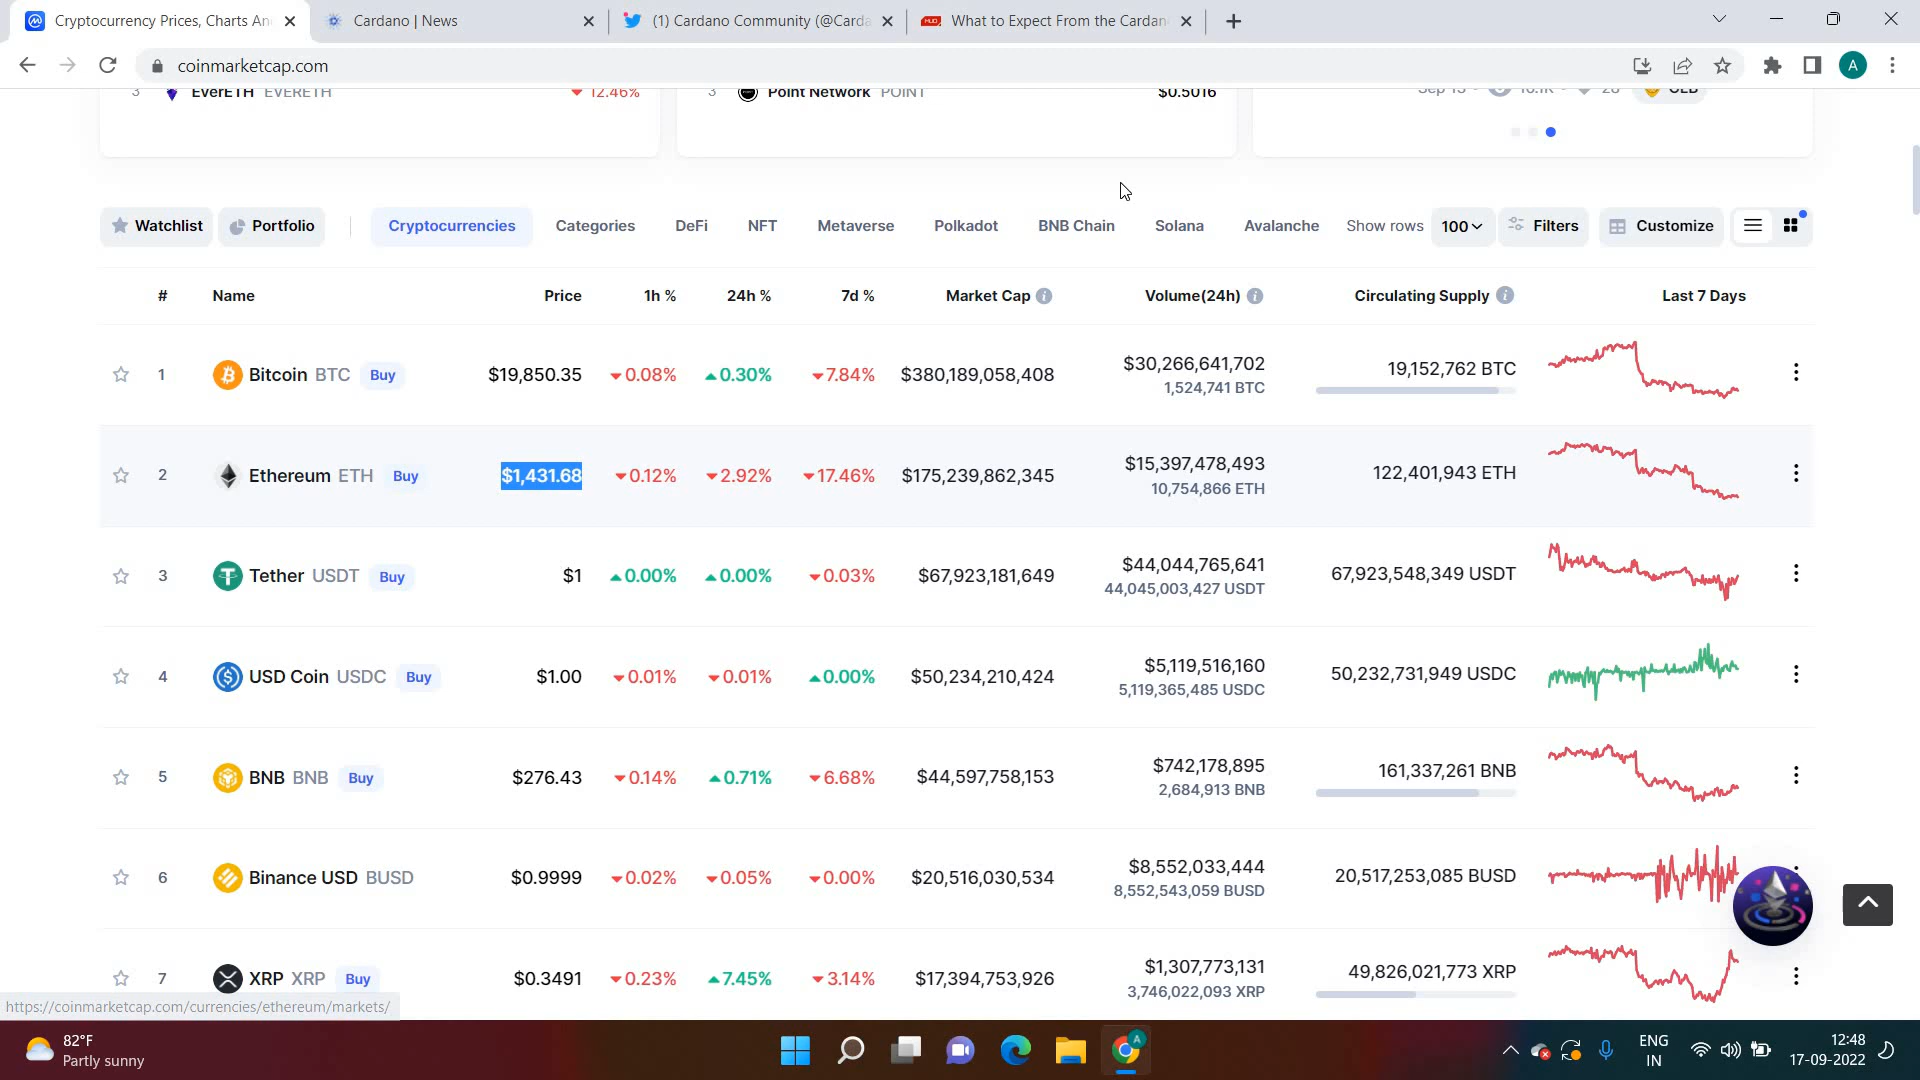 Cryptocurrency Prices, Charts An
Cardano | News
(1) Cardano Community (@Carda
What to Expect From the Cardan
coinmarketcap.com
A
3 EverETH EVERETH 12.46%
3 Point Network POINT $0.5016
Watchlist
Portfolio
Cryptocurrencies
Categories
DeFi
NFT
Metaverse
Polkadot
BNB Chain
Solana
Avalanche
Show rows
100
Filters
Customize
# Name Price 1h % 24h % 7d % Market Cap Volume(24h) Circulating Supply Last 7 Days
1 Bitcoin BTC Buy $19,850.35 0.08% 0.30% 7.84% $380,189,058,408 $30,266,641,702 19,152,762 BTC
1,524,741 BTC
2 Ethereum ETH Buy $1,431.68 0.12% 2.92% 17.46% $175,239,862,345 $15,397,478,493 122,401,943 ETH
10,754,866 ETH
3 Tether USDT Buy $1 0.00% 0.00% 0.03% $67,923,181,649 $44,044,765,641 67,923,548,349 USDT
44,045,003,427 USDT
4 USD Coin USDC Buy $1.00 0.01% 0.01% 0.00% $50,234,210,424 $5,119,516,160 50,232,731,949 USDC
5,119,365,485 USDC
5 BNB BNB Buy $276.43 0.14% 0.71% 6.68% $44,597,758,153 $742,178,895 161,337,261 BNB
2,684,913 BNB
6 Binance USD BUSD $0.9999 0.02% 0.05% 0.00% $20,516,030,534 $8,552,033,444 20,517,253,085 BUSD
8,552,543,059 BUSD
7 XRP XRP Buy $0.3491 0.23% 7.45% 3.14% $17,394,753,926 $1,307,773,131 49,826,021,773 XRP
3,746,022,093 XRP
https://coinmarketcap.com/currencies/ethereum/markets/
82°F
Partly sunny
A
ENG
IN
12:48
17-09-2022